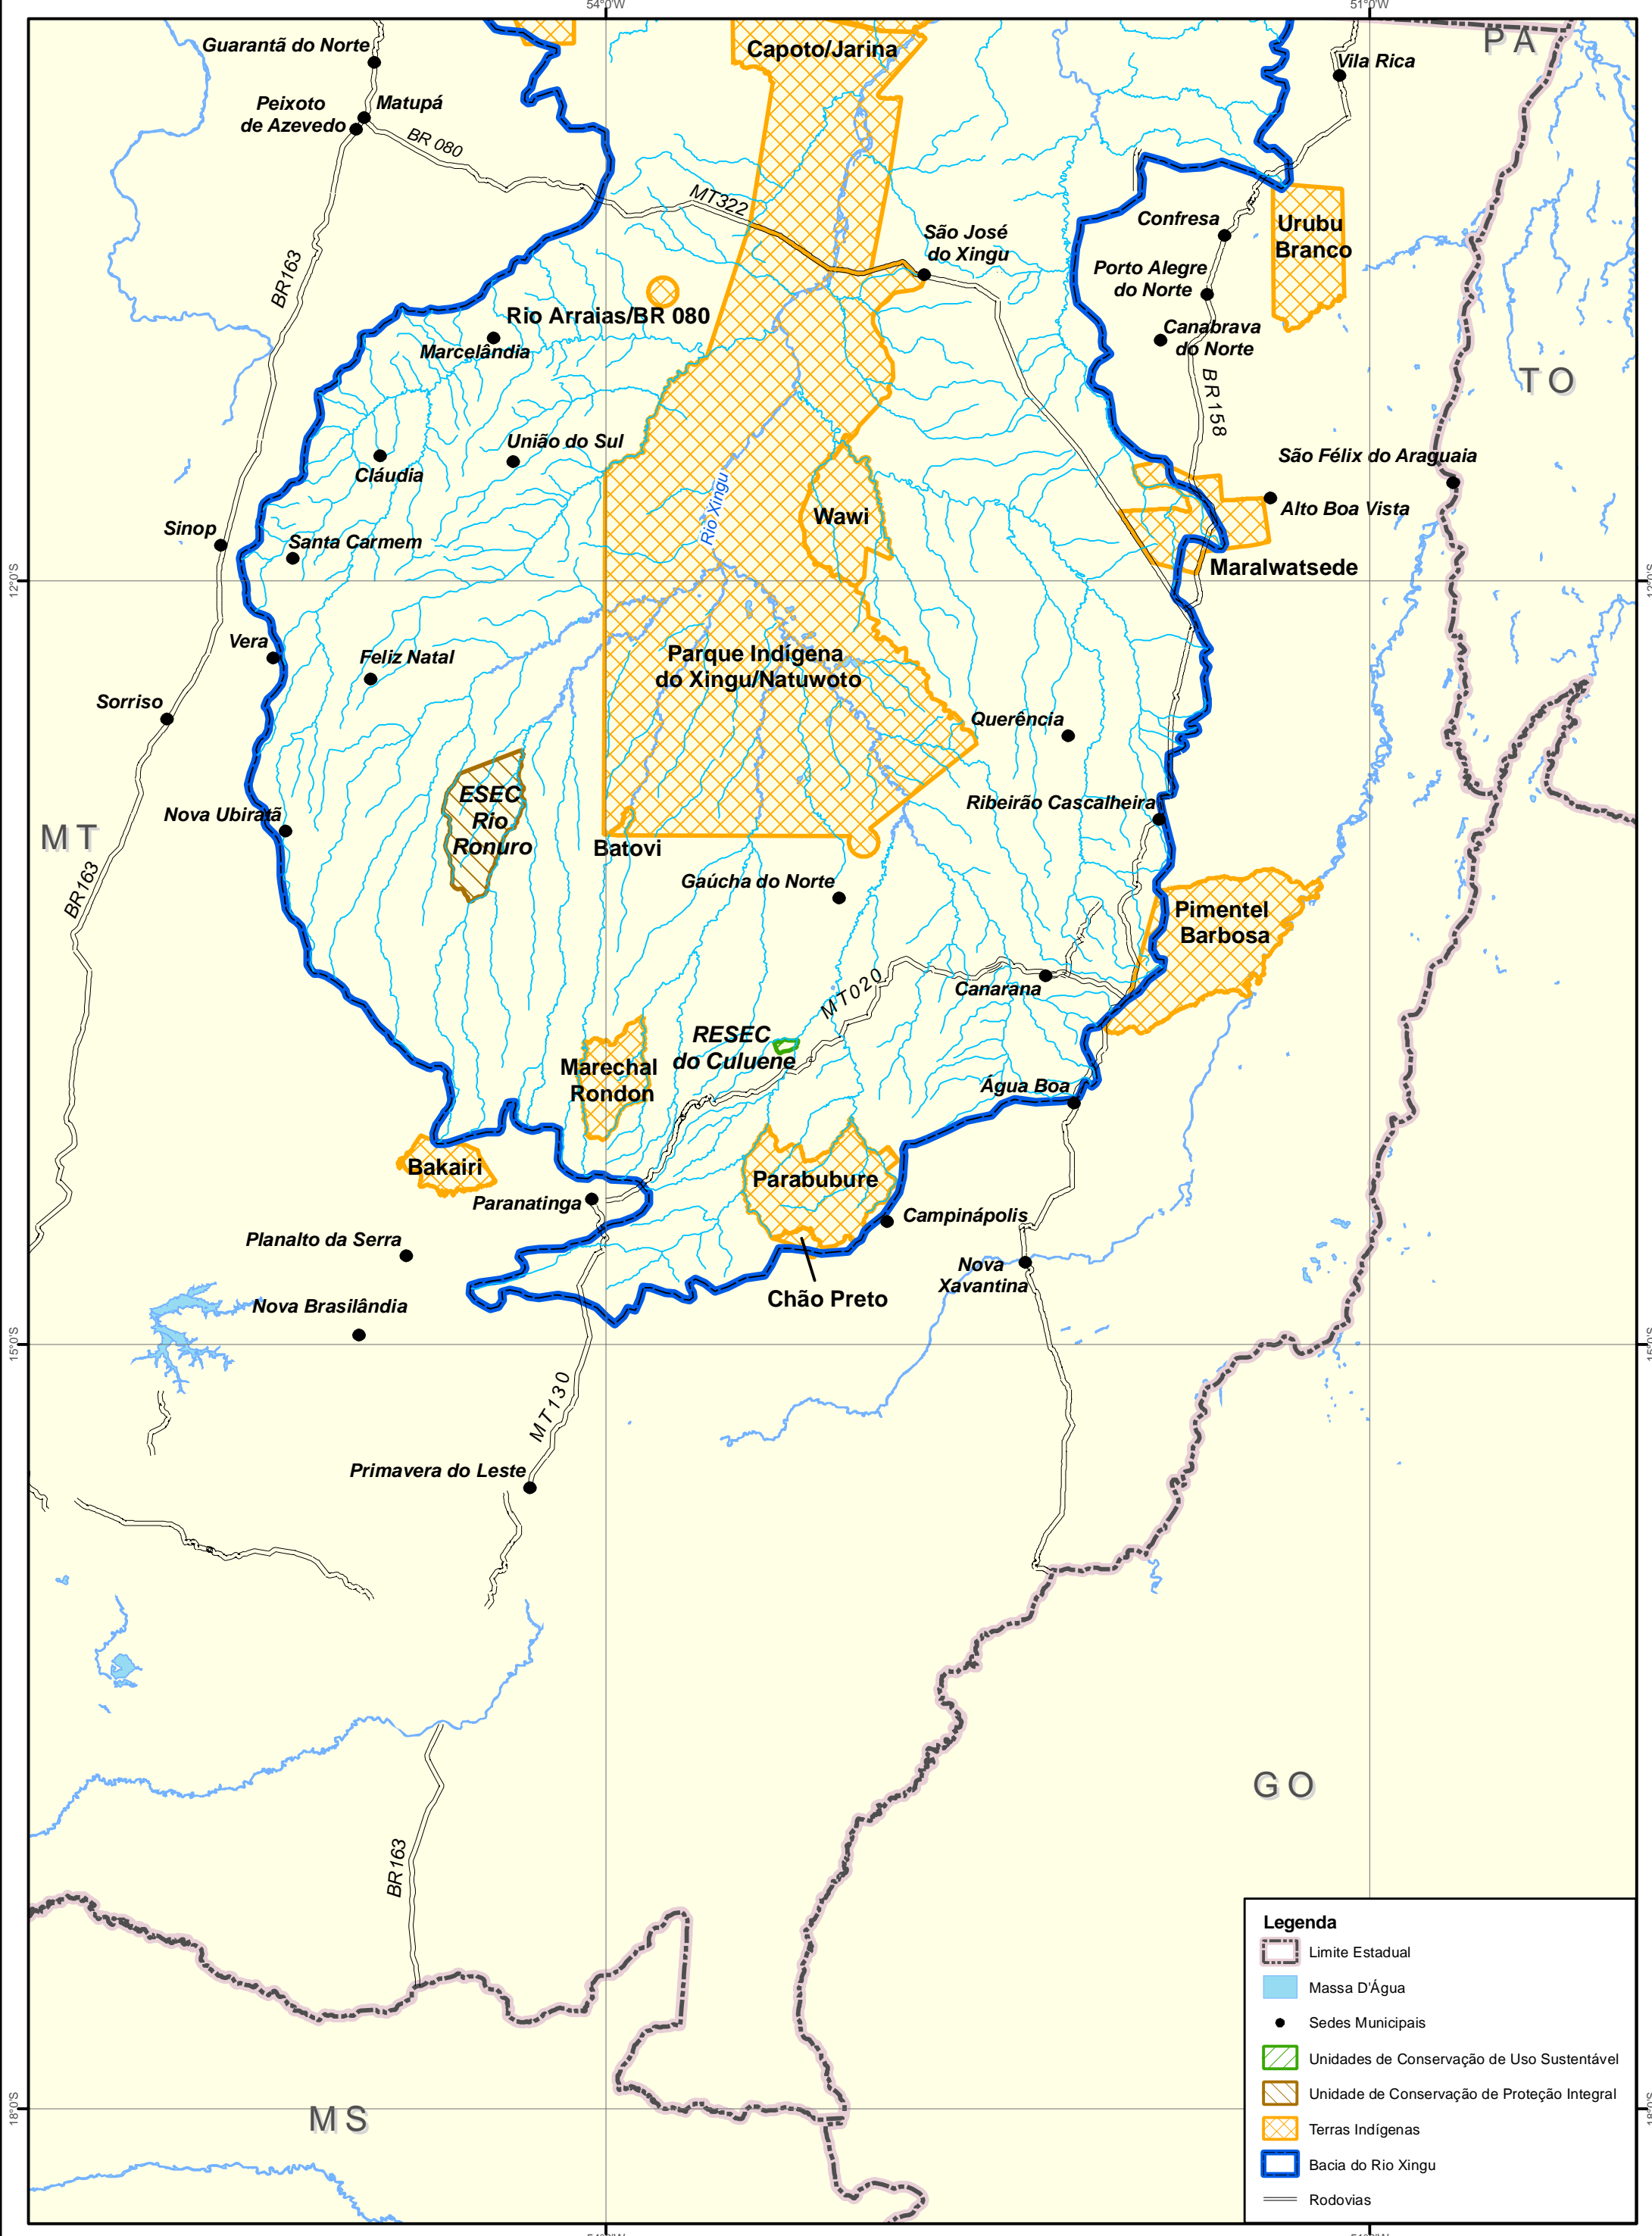 54°0'W
51°0'W
PA
Guarantã do Norte
Capoto/Jarina
Vila Rica
Peixoto
de Azevedo
Matupá
BR 080
MT322
São José
do Xingu
Confresa
Urubu
Branco
BR163
Porto Alegre
do Norte
Rio Arraias/BR 080
Marcelândia
Canabrava
do Norte
TO
BR158
União do Sul
Cláudia
São Félix do Araguaia
Rio Xingu
Wawi
Alto Boa Vista
Sinop
Santa Carmem
Maralwatsede
12°0'S
Vera
Feliz Natal
Parque Indígena
do Xingu/Natuwoto
Sorriso
Querência
ESEC
Rio
Ronuro
Ribeirão Cascalheira
Nova Ubiratã
MT
Batovi
BR163
Gaúcha do Norte
Pimentel
Barbosa
Canarana
MT020
RESEC
do Culuene
Marechal
Rondon
Água Boa
Bakairi
Parabubure
Paranatinga
Campinápolis
Planalto da Serra
Nova
Xavantina
Chão Preto
Nova Brasilândia
15°0'S
MT130
Primavera do Leste
GO
BR163
MS
18°0'S
Legenda
Limite Estadual
Massa D'Água
Sedes Municipais
Unidades de Conservação de Uso Sustentável
Unidade de Conservação de Proteção Integral
Terras Indígenas
Bacia do Rio Xingu
Rodovias